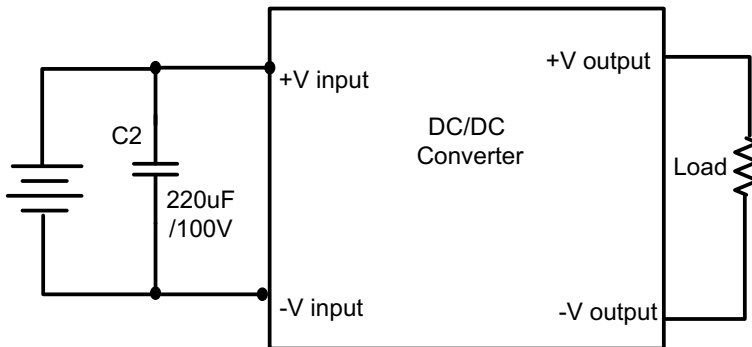 +V output
+V input
C2
DC/DC
Converter
Load
220uF
/100V
-V input
-V output